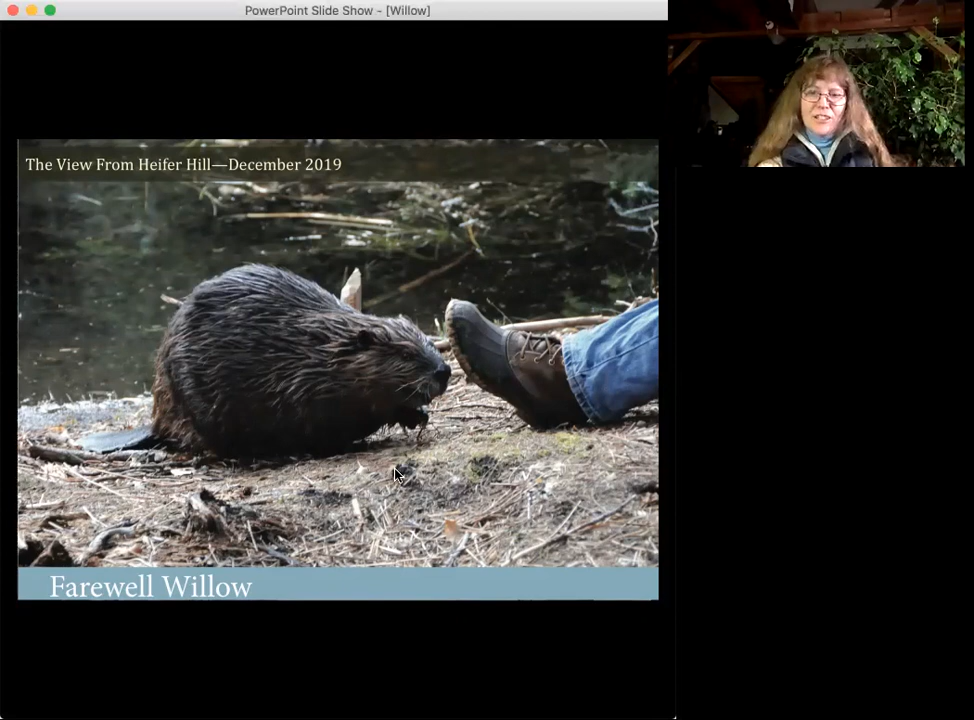 PowerPoint Slide Show - [Willow]
The View From Heifer Hill—December 2019
Farewell Willow